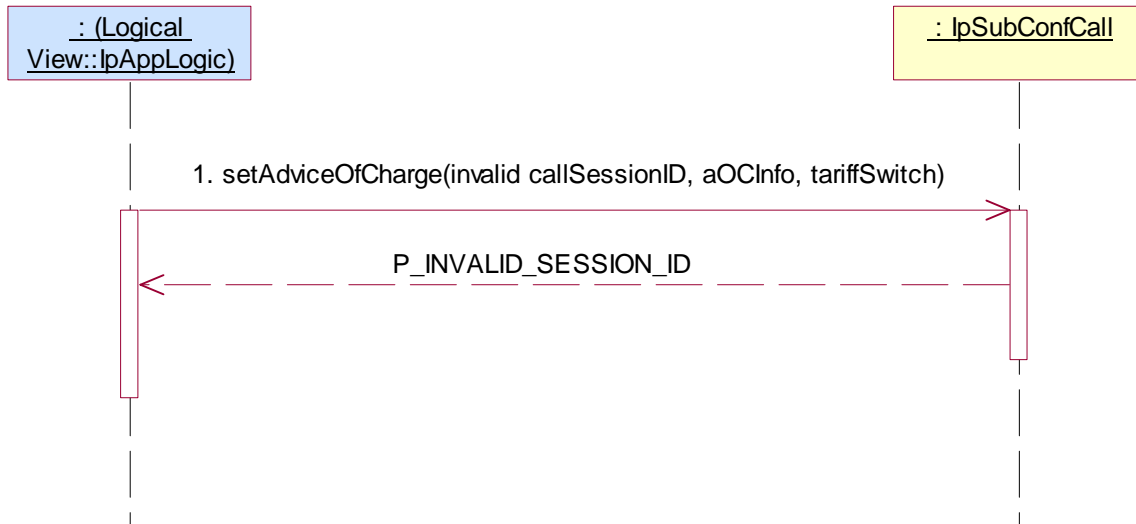 : (Logical
View::IpAppLogic)
: IpSubConfCall
1. setAdviceOfCharge(invalid callSessionID, aOCInfo, tariffSwitch)
P_INVALID_SESSION_ID